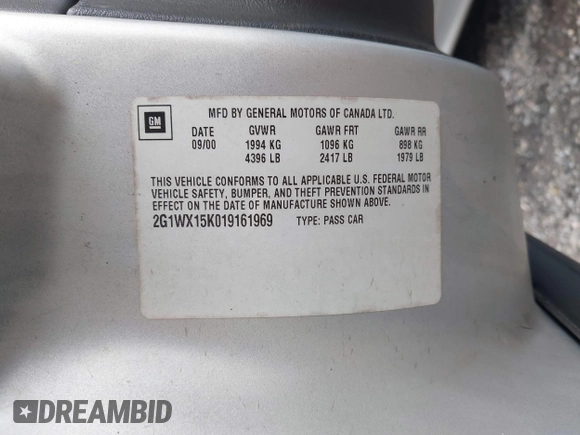 GM
MFD BY GENERAL MOTORS OF CANADA LTD.
DATE GVWR GAWR FRT GAWR RR
09/00 1994 KG 1096 KG 898 KG
4396 LB 2417 LB 1979 LB
THIS VEHICLE CONFORMS TO ALL APPLICABLE U.S. FEDERAL MOTOR
VEHICLE SAFETY, BUMPER, AND THEFT PREVENTION STANDARDS IN
EFFECT ON THE DATE OF MANUFACTURE SHOWN ABOVE.
2G1WX15K019161969 TYPE: PASS CAR
DREAMBID